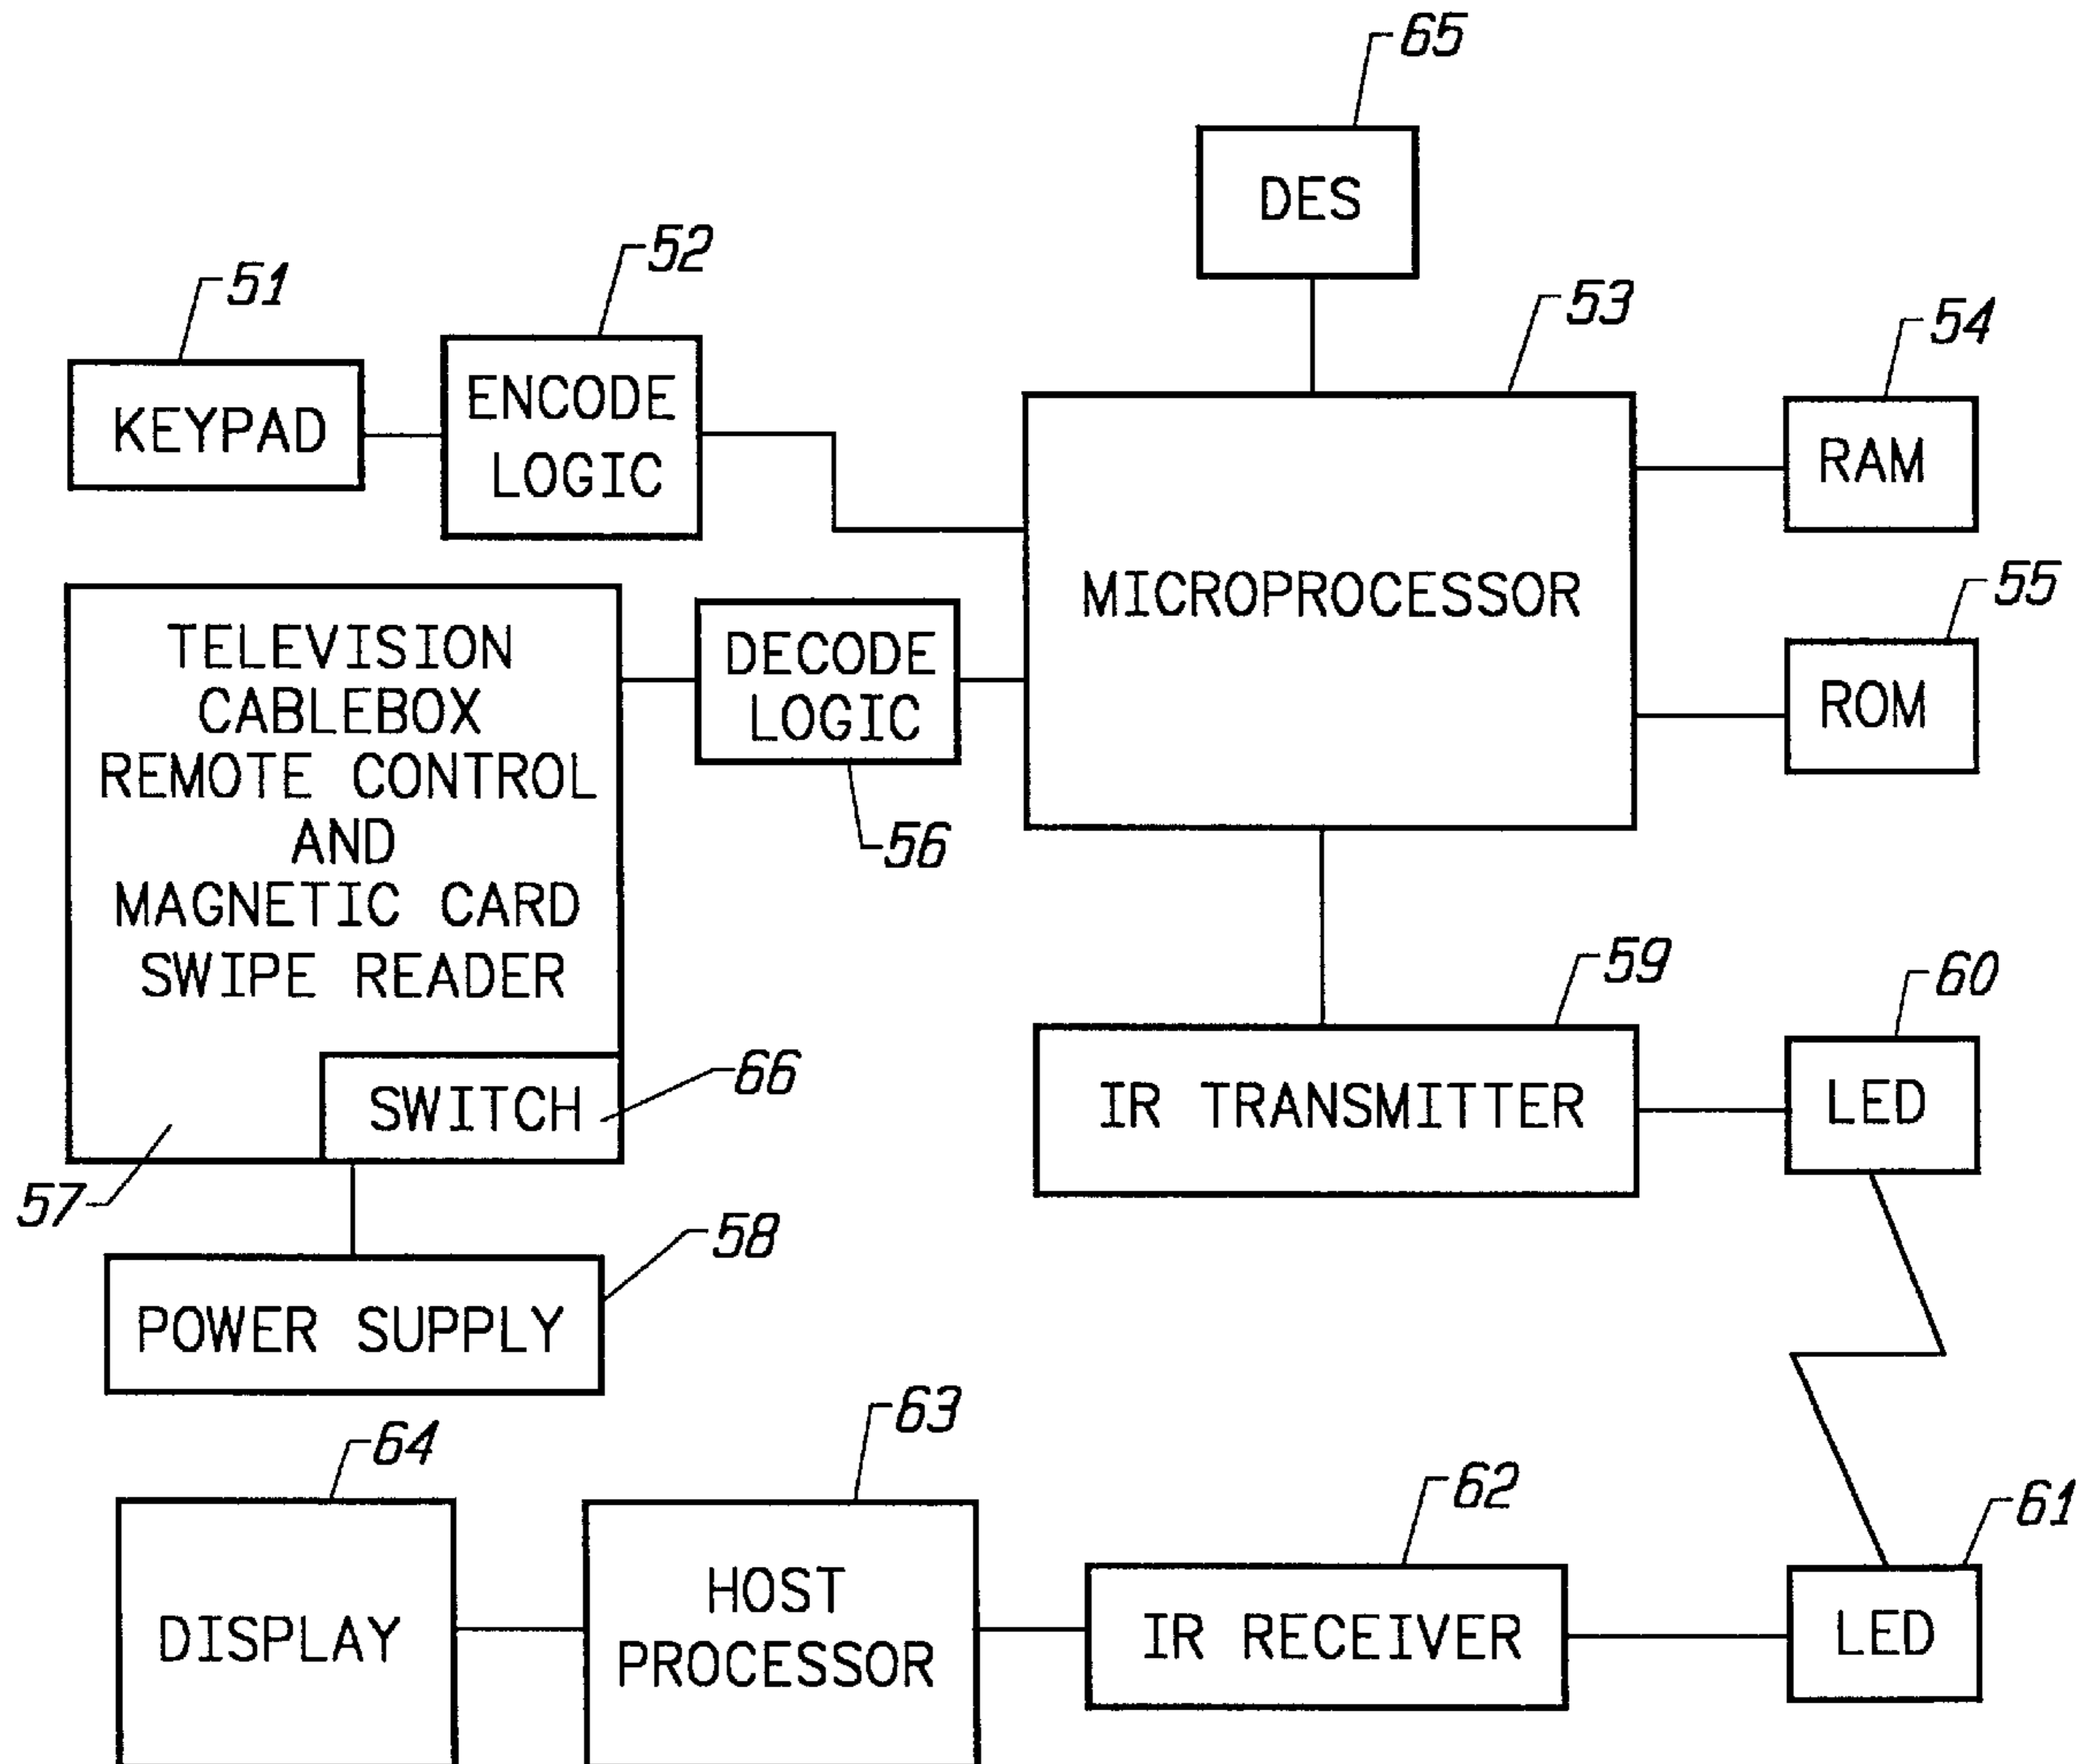 65
DES
52
51
53
54
KEYPAD
ENCODE
LOGIC
RAM
MICROPROCESSOR
55
ROM
TELEVISION
CABLEBOX
REMOTE CONTROL
AND
MAGNETIC CARD
SWIPE READER
DECODE
LOGIC
56
59
60
SWITCH
66
IR TRANSMITTER
LED
57
58
POWER SUPPLY
64
63
62
61
DISPLAY
HOST
PROCESSOR
IR RECEIVER
LED